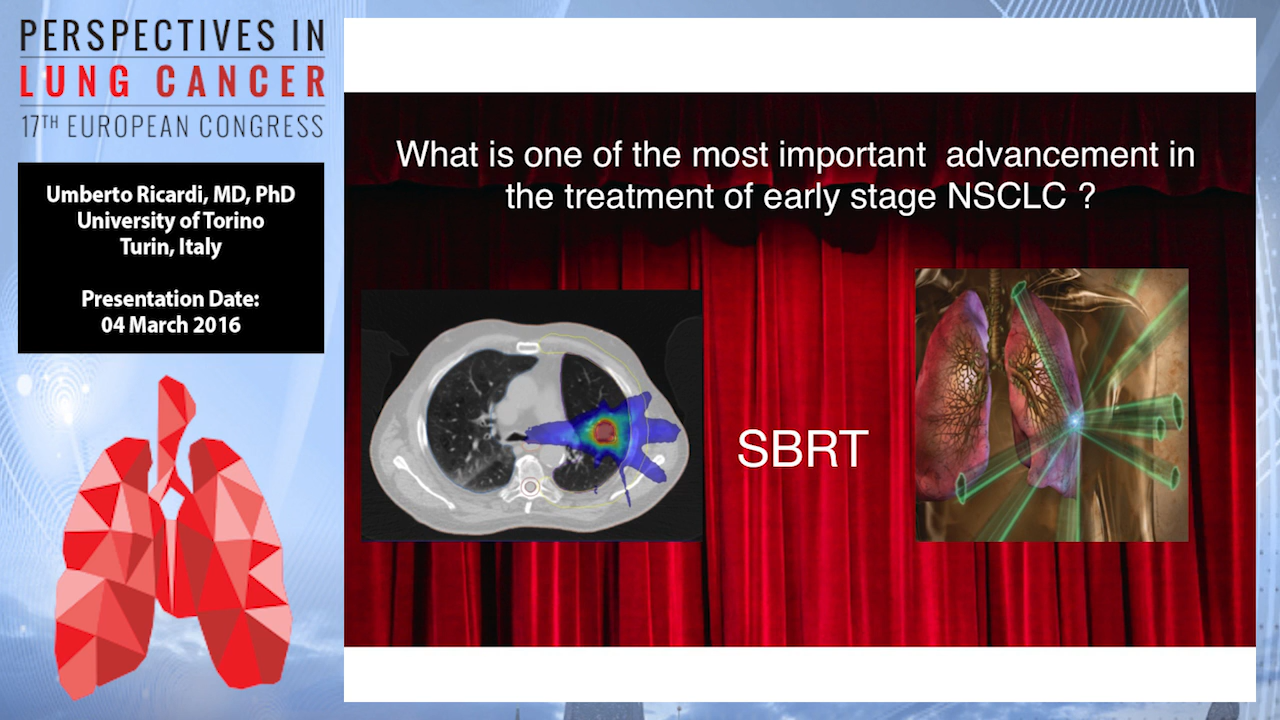 PERSPECTIVES IN
LUNG CANCER
17TH EUROPEAN CONGRESS
Umberto Ricardi, MD, PhD
University of Torino
Turin, Italy
Presentation Date:
04 March 2016
What is one of the most important advancement in
the treatment of early stage NSCLC ?
SBRT